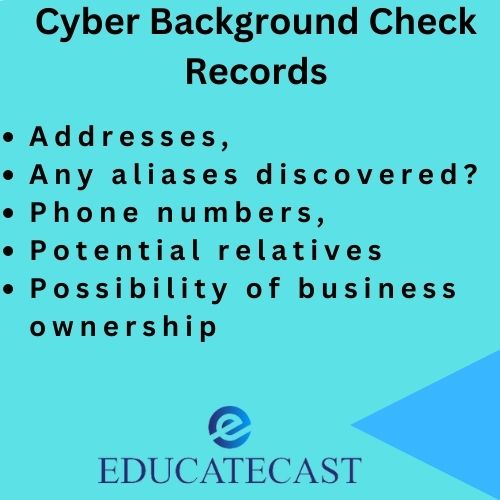 Cyber Background Check
Records
• Addresses,
• Any aliases discovered?
• Phone numbers,
• Potential relatives
• Possibility of business
ownership
EDUCATECAST